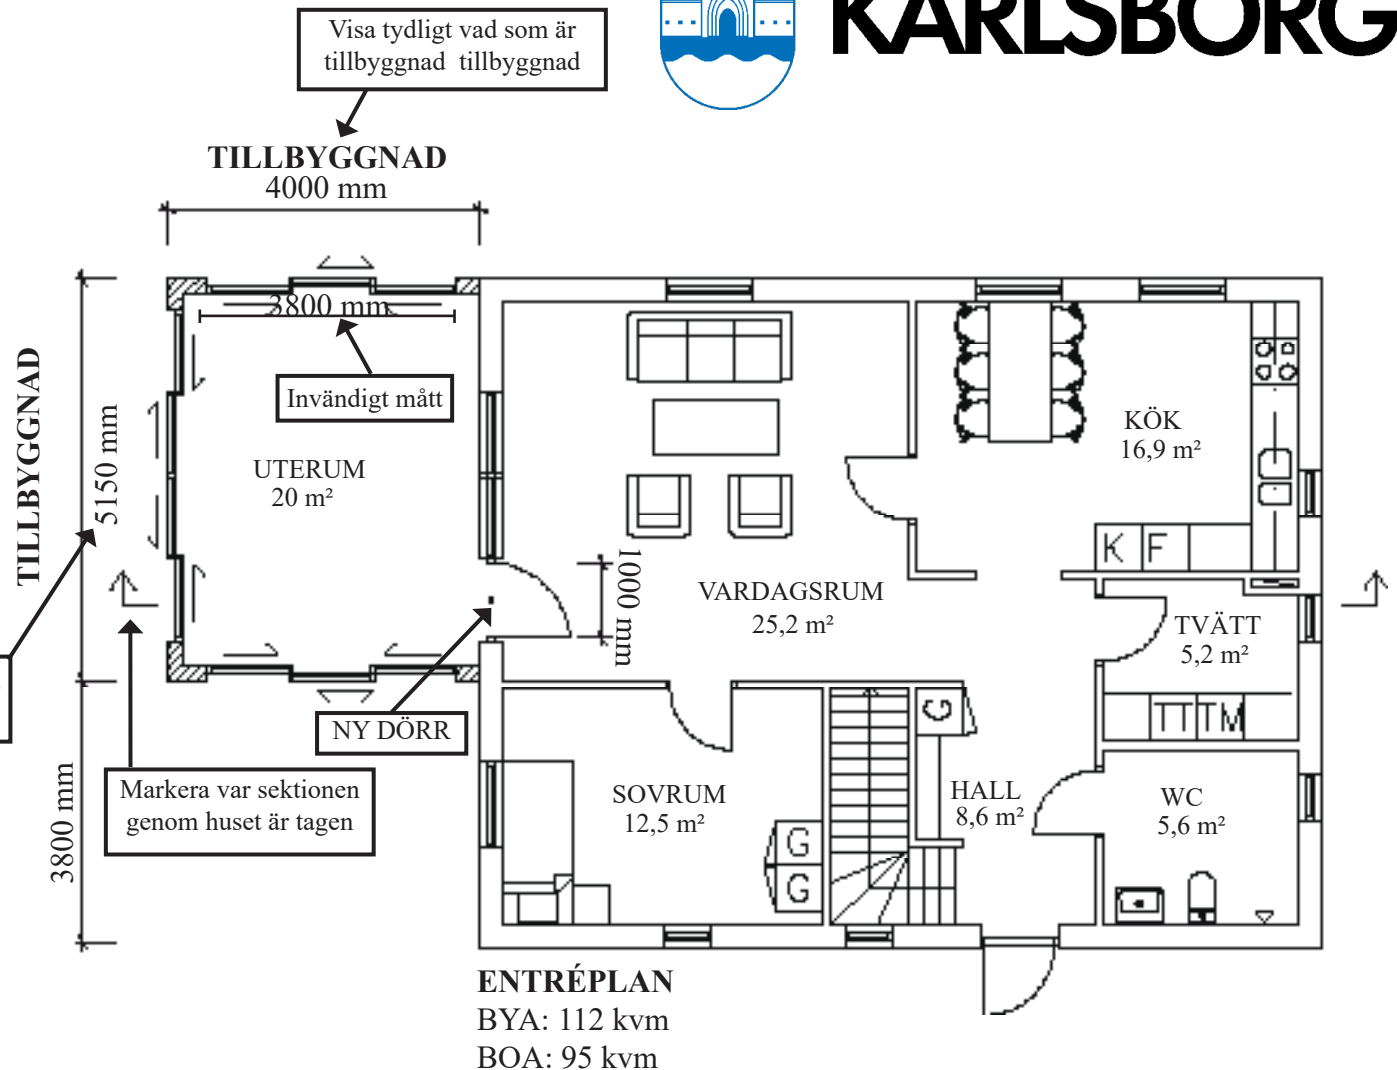 Visa tydligt vad som är
tillbyggnad tillbyggnad
KARLSBORG
TILLBYGGNAD
4000 mm
3800 mm
Invändigt mått
TILLBYGGNAD
5150 mm
UTERUM
20 m²
KÖK
16,9 m²
K F
1000 mm
VARDAGSRUM
25,2 m²
TVÄTT
5,2 m²
TT TM
NY DÖRR
G
Markera var sektionen
genom huset är tagen
3800 mm
SOVRUM
12,5 m²
G
G
HALL
8,6 m²
WC
5,6 m²
ENTRÉPLAN
BYA: 112 kvm
BOA: 95 kvm